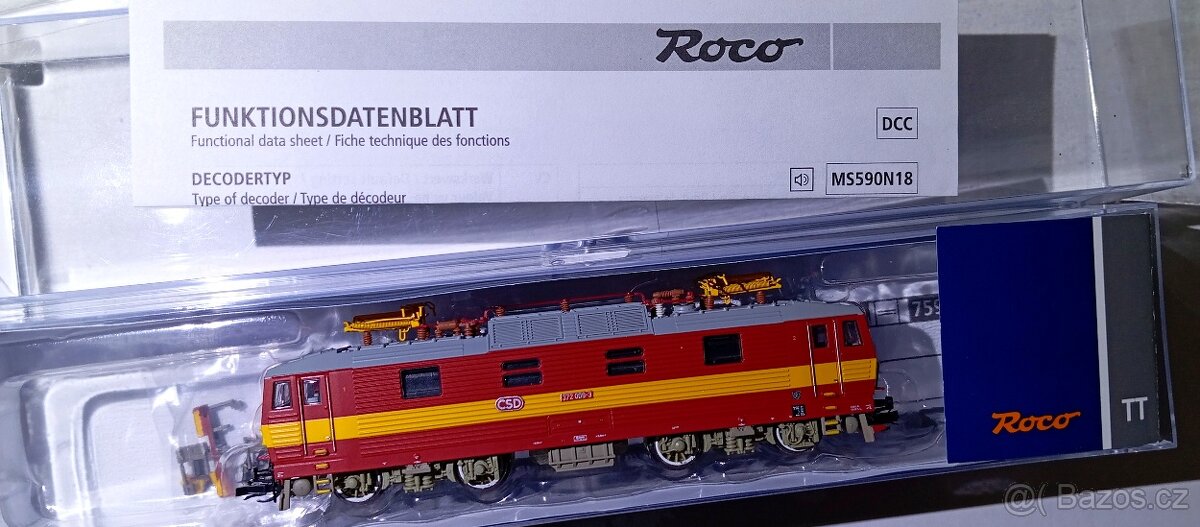 Roco
FUNKTIONSDATENBLATT
Functional data sheet / Fiche technique des fonctions
DCC
DECODERTYP
Type of decoder / Type de décodeur
MS590N18
759
ČSD
Roco
TT
Bazos.cz